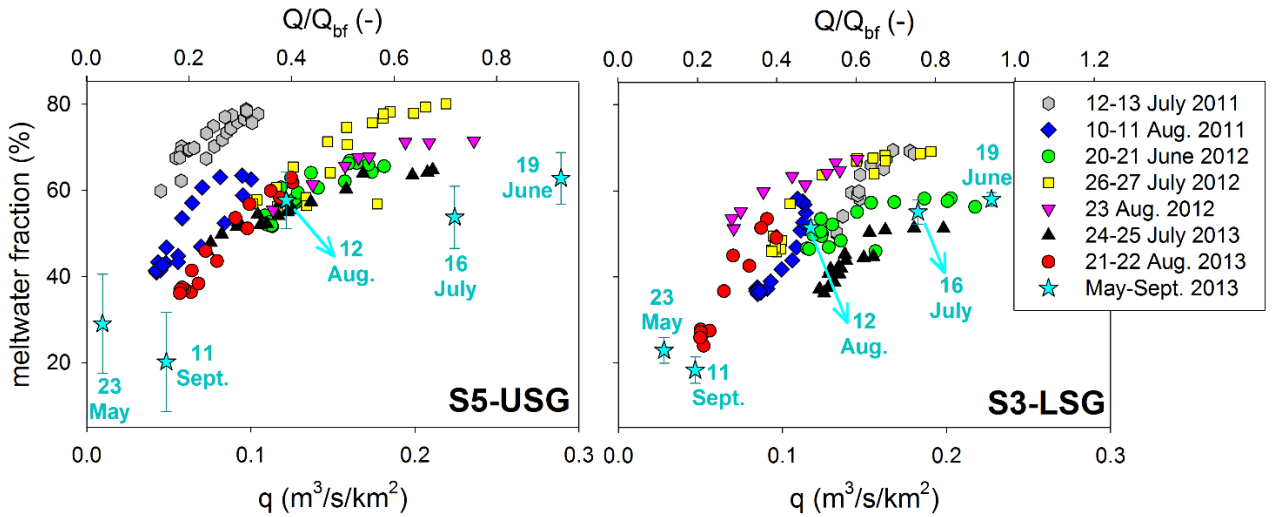 Q/Q_bf (-)
0.0 0.2 0.4 0.6 0.8
meltwater fraction (%)
80
60
40
20
19
June
12
Aug.
16
July
23
May
11
Sept.
S5-USG
0.0 0.1 0.2 0.3
q (m³/s/km²)
Q/Q_bf (-)
0.0 0.2 0.4 0.6 0.8 1.0 1.2
19
June
16
July
12
Aug.
23
May
11
Sept.
S3-LSG
0.0 0.1 0.2 0.3
q (m³/s/km²)
12-13 July 2011
10-11 Aug. 2011
20-21 June 2012
26-27 July 2012
23 Aug. 2012
24-25 July 2013
21-22 Aug. 2013
May-Sept. 2013